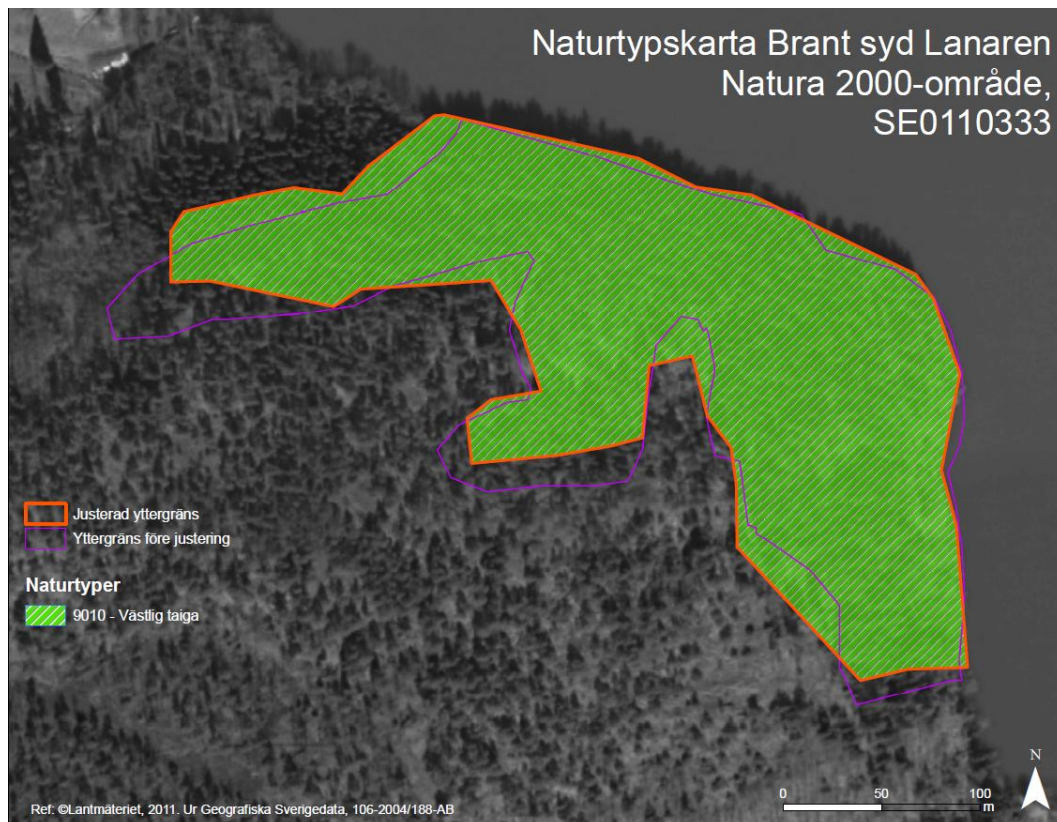 Naturtypskarta Brant syd Lanaren
Natura 2000-område,
SE0110333
Justerad yttergräns
Yttergräns före justering
Naturtyper
9010 - Västlig taiga
Ref: ©Lantmäteriet, 2011. Ur Geografiska Sverigedata, 106-2004/188-AB
0 50 100
m
N